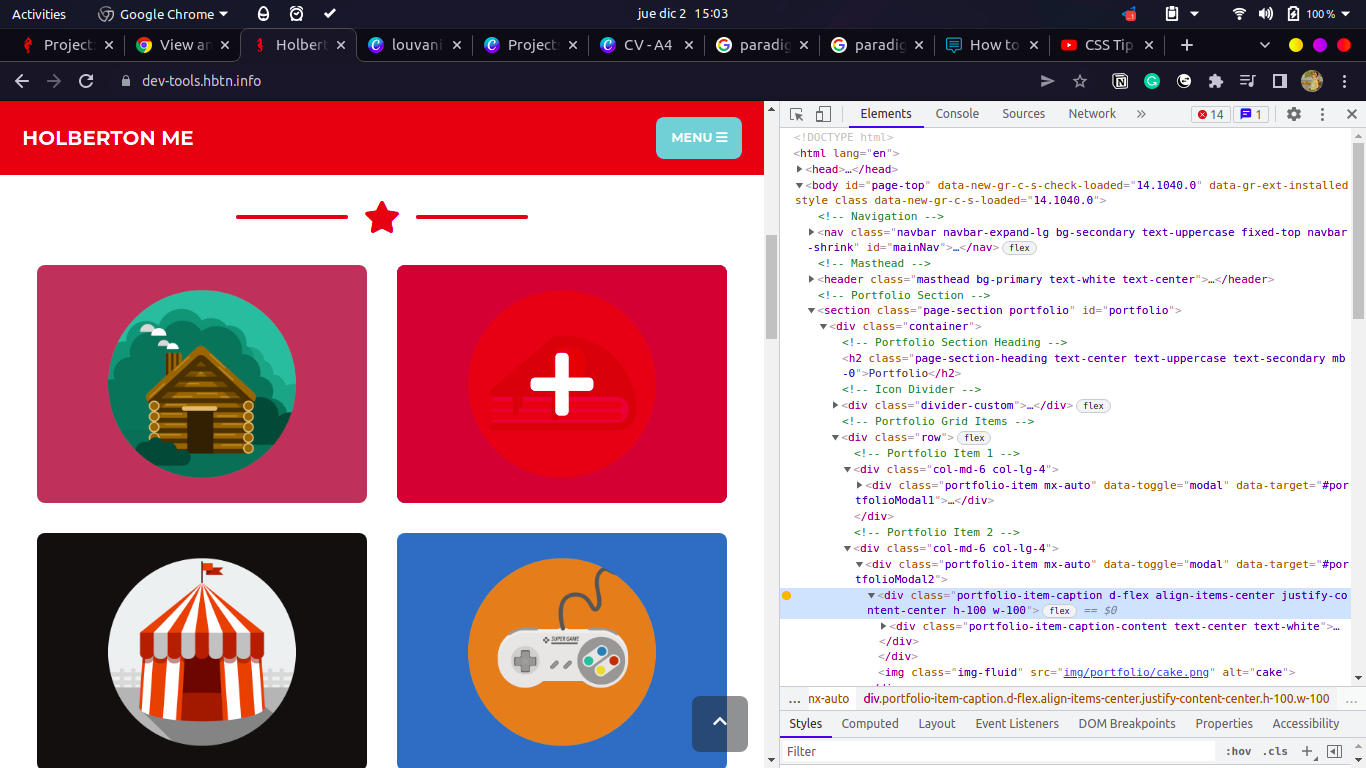 Activities
Google Chrome
jue dic 2 15:03
100 %
Project
View an
Holbert
louvani
Project
CV - A4
paradig
paradig
How to
CSS Tip
dev-tools.hbtn.info
HOLBERTON ME
MENU
SUPER GAME
Elements
Console
Sources
Network
»
14
1
<!DOCTYPE html>
<html lang="en">
<head>…</head>
<body id="page-top" data-new-gr-c-s-check-loaded="14.1040.0" data-gr-ext-installed
style class data-new-gr-c-s-loaded="14.1040.0">
<!-- Navigation -->
<nav class="navbar navbar-expand-lg bg-secondary text-uppercase fixed-top navbar
-shrink" id="mainNav">…</nav> flex
<!-- Masthead -->
<header class="masthead bg-primary text-white text-center">…</header>
<!-- Portfolio Section -->
<section class="page-section portfolio" id="portfolio">
<div class="container">
<!-- Portfolio Section Heading -->
<h2 class="page-section-heading text-center text-uppercase text-secondary mb
-0">Portfolio</h2>
<!-- Icon Divider -->
<div class="divider-custom">…</div> flex
<!-- Portfolio Grid Items -->
<div class="row"> flex
<!-- Portfolio Item 1 -->
<div class="col-md-6 col-lg-4">
<div class="portfolio-item mx-auto" data-toggle="modal" data-target="#por
tfolioModal1">…</div>
</div>
<!-- Portfolio Item 2 -->
<div class="col-md-6 col-lg-4">
<div class="portfolio-item mx-auto" data-toggle="modal" data-target="#por
tfolioModal2">
<div class="portfolio-item-caption d-flex align-items-center justify-co
ntent-center h-100 w-100"> flex == $0
<div class="portfolio-item-caption-content text-center text-white">…
</div>
</div>
<img class="img-fluid" src="img/portfolio/cake.png" alt="cake">
… nx-auto div.portfolio-item-caption.d-flex.align-items-center.justify-content-center.h-100.w-100 …
Styles
Computed
Layout
Event Listeners
DOM Breakpoints
Properties
Accessibility
Filter
:hov
.cls
+